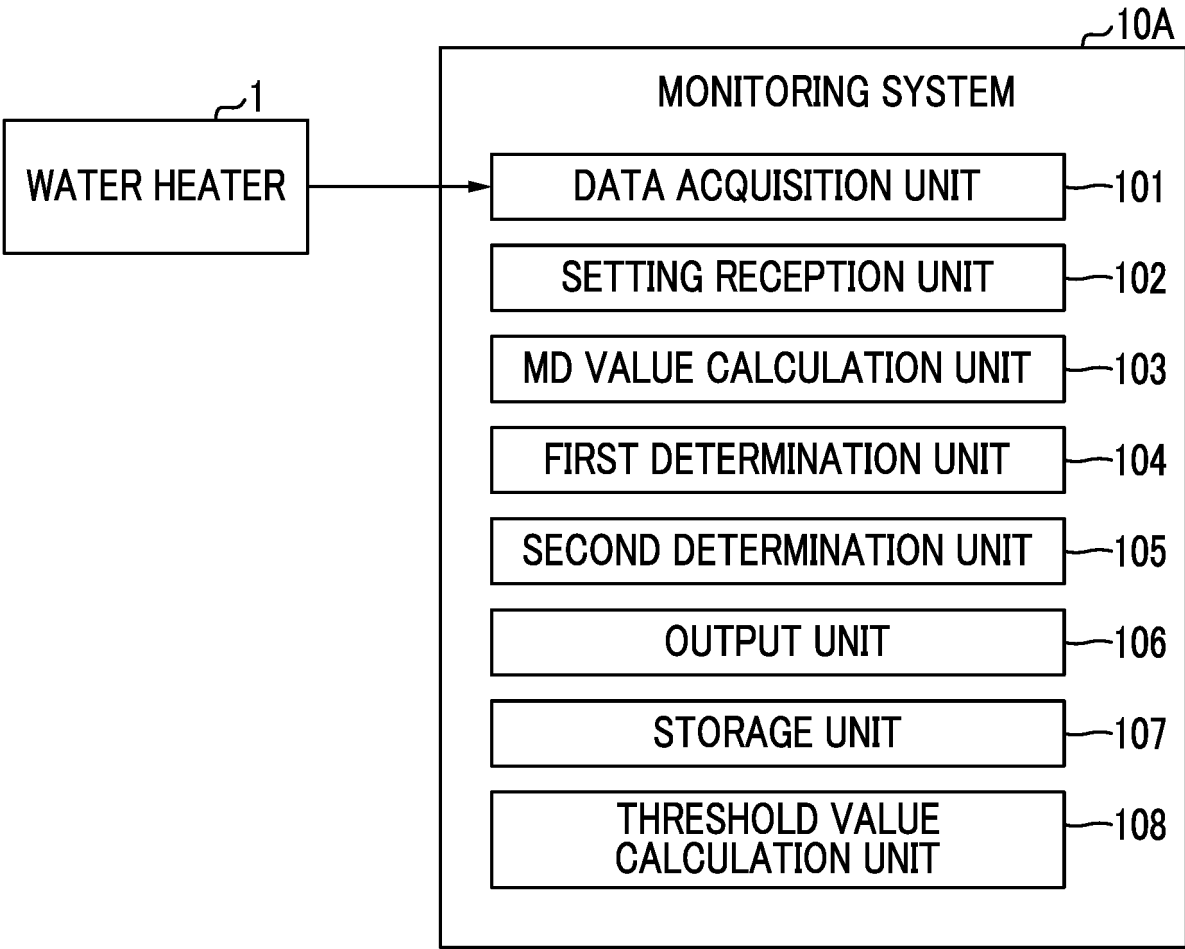 10A
1
MONITORING SYSTEM
WATER HEATER
DATA ACQUISITION UNIT
101
SETTING RECEPTION UNIT
102
MD VALUE CALCULATION UNIT
103
FIRST DETERMINATION UNIT
104
SECOND DETERMINATION UNIT
105
OUTPUT UNIT
106
STORAGE UNIT
107
THRESHOLD VALUE
CALCULATION UNIT
108